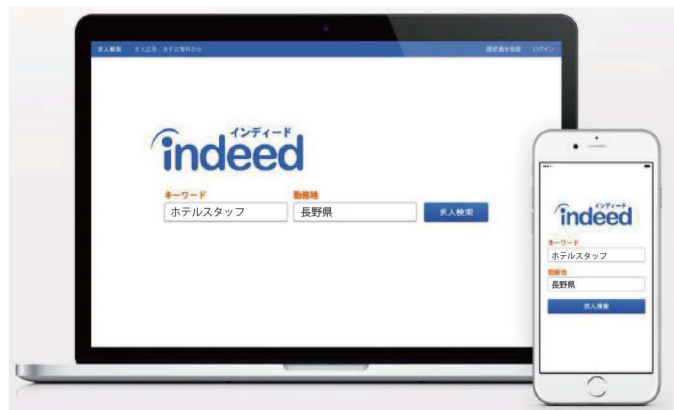 求人検索 求人広告:まずは無料から 履歴書を登録 ログイン
インディード
indeed
キーワード 勤務地
ホテルスタッフ 長野県 求人検索
インディード
indeed
キーワード
ホテルスタッフ
勤務地
長野県
求人検索